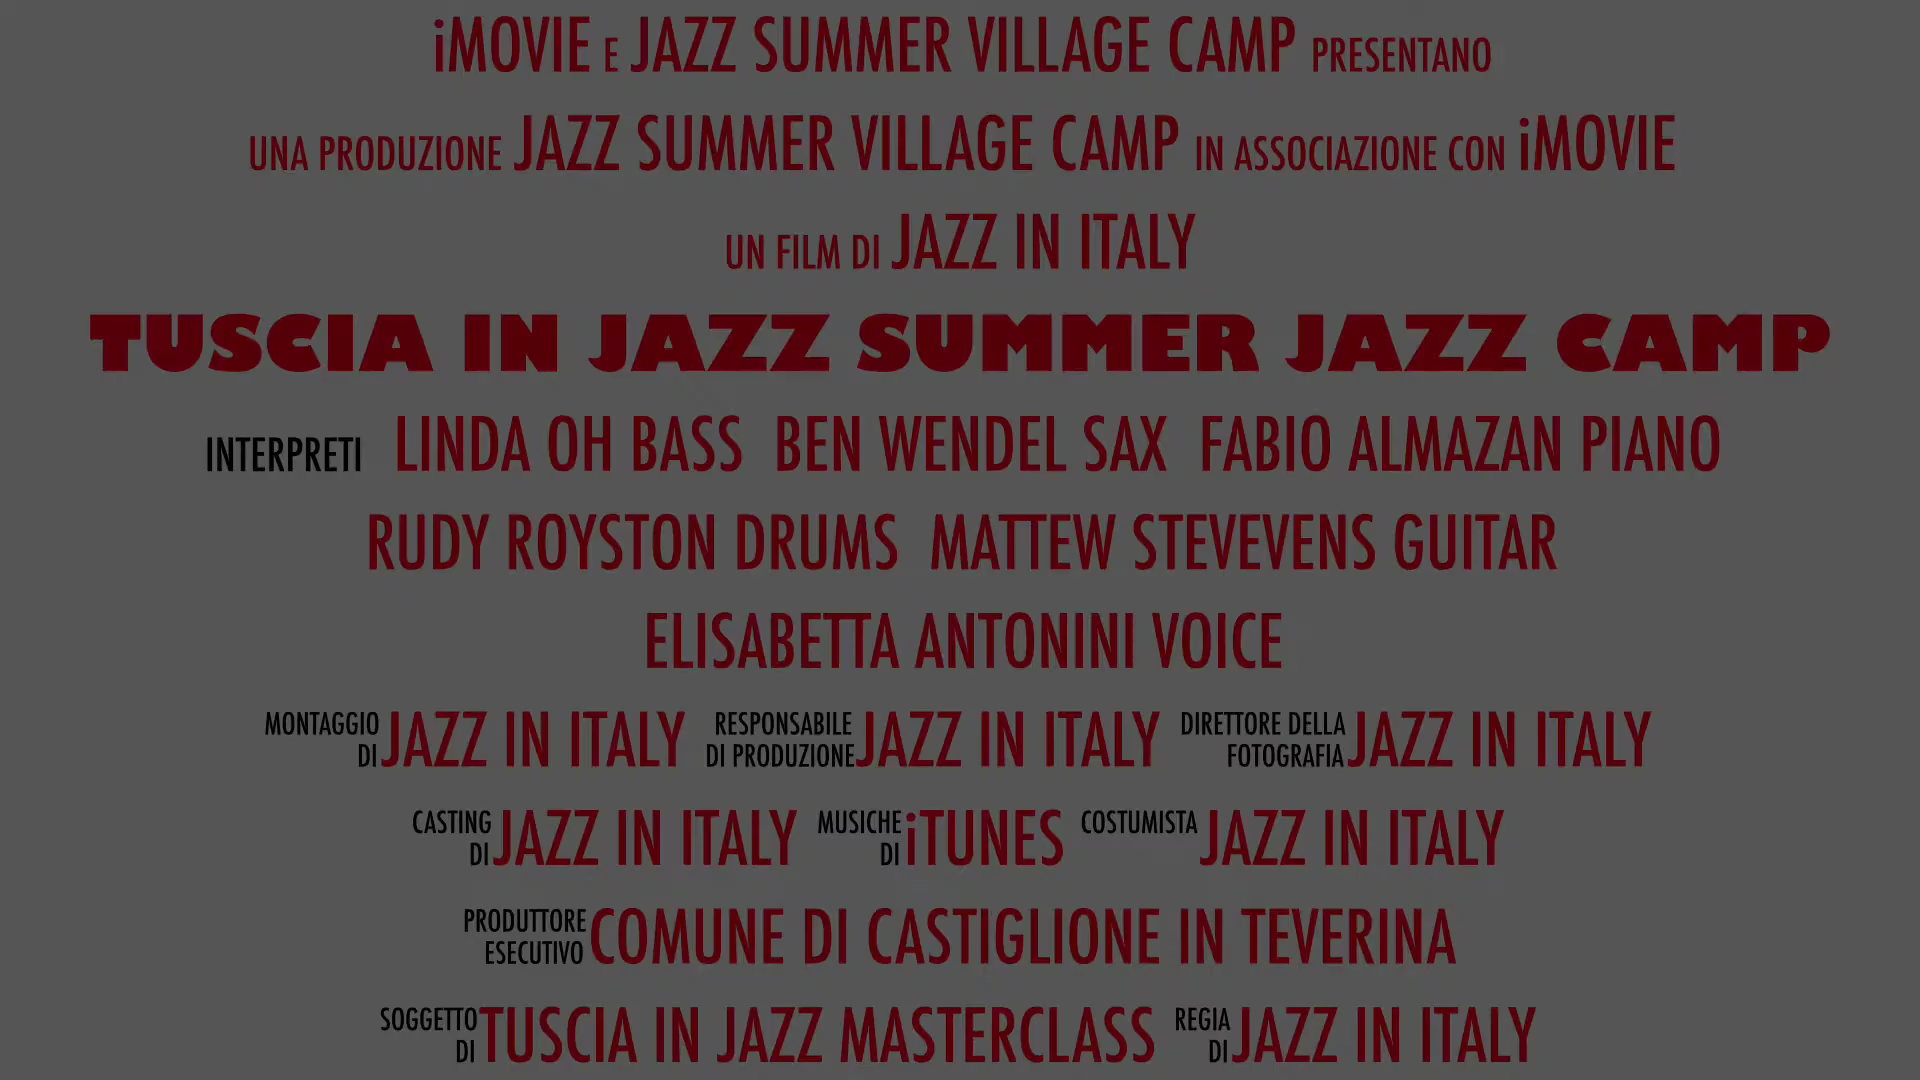 iMOVIE E JAZZ SUMMER VILLAGE CAMP PRESENTANO
UNA PRODUZIONE JAZZ SUMMER VILLAGE CAMP IN ASSOCIAZIONE CON iMOVIE
UN FILM DI JAZZ IN ITALY
TUSCIA IN JAZZ SUMMER JAZZ CAMP
INTERPRETI LINDA OH BASS BEN WENDEL SAX FABIO ALMAZAN PIANO
RUDY ROYSTON DRUMS MATTEW STEVEVENS GUITAR
ELISABETTA ANTONINI VOICE
MONTAGGIO DI JAZZ IN ITALY RESPONSABILE DI PRODUZIONE JAZZ IN ITALY DIRETTORE DELLA FOTOGRAFIA JAZZ IN ITALY
CASTING DI JAZZ IN ITALY MUSICHE DI iTUNES COSTUMISTA JAZZ IN ITALY
PRODUTTORE ESECUTIVO COMUNE DI CASTIGLIONE IN TEVERINA
SOGGETTO DI TUSCIA IN JAZZ MASTERCLASS REGIA DI JAZZ IN ITALY